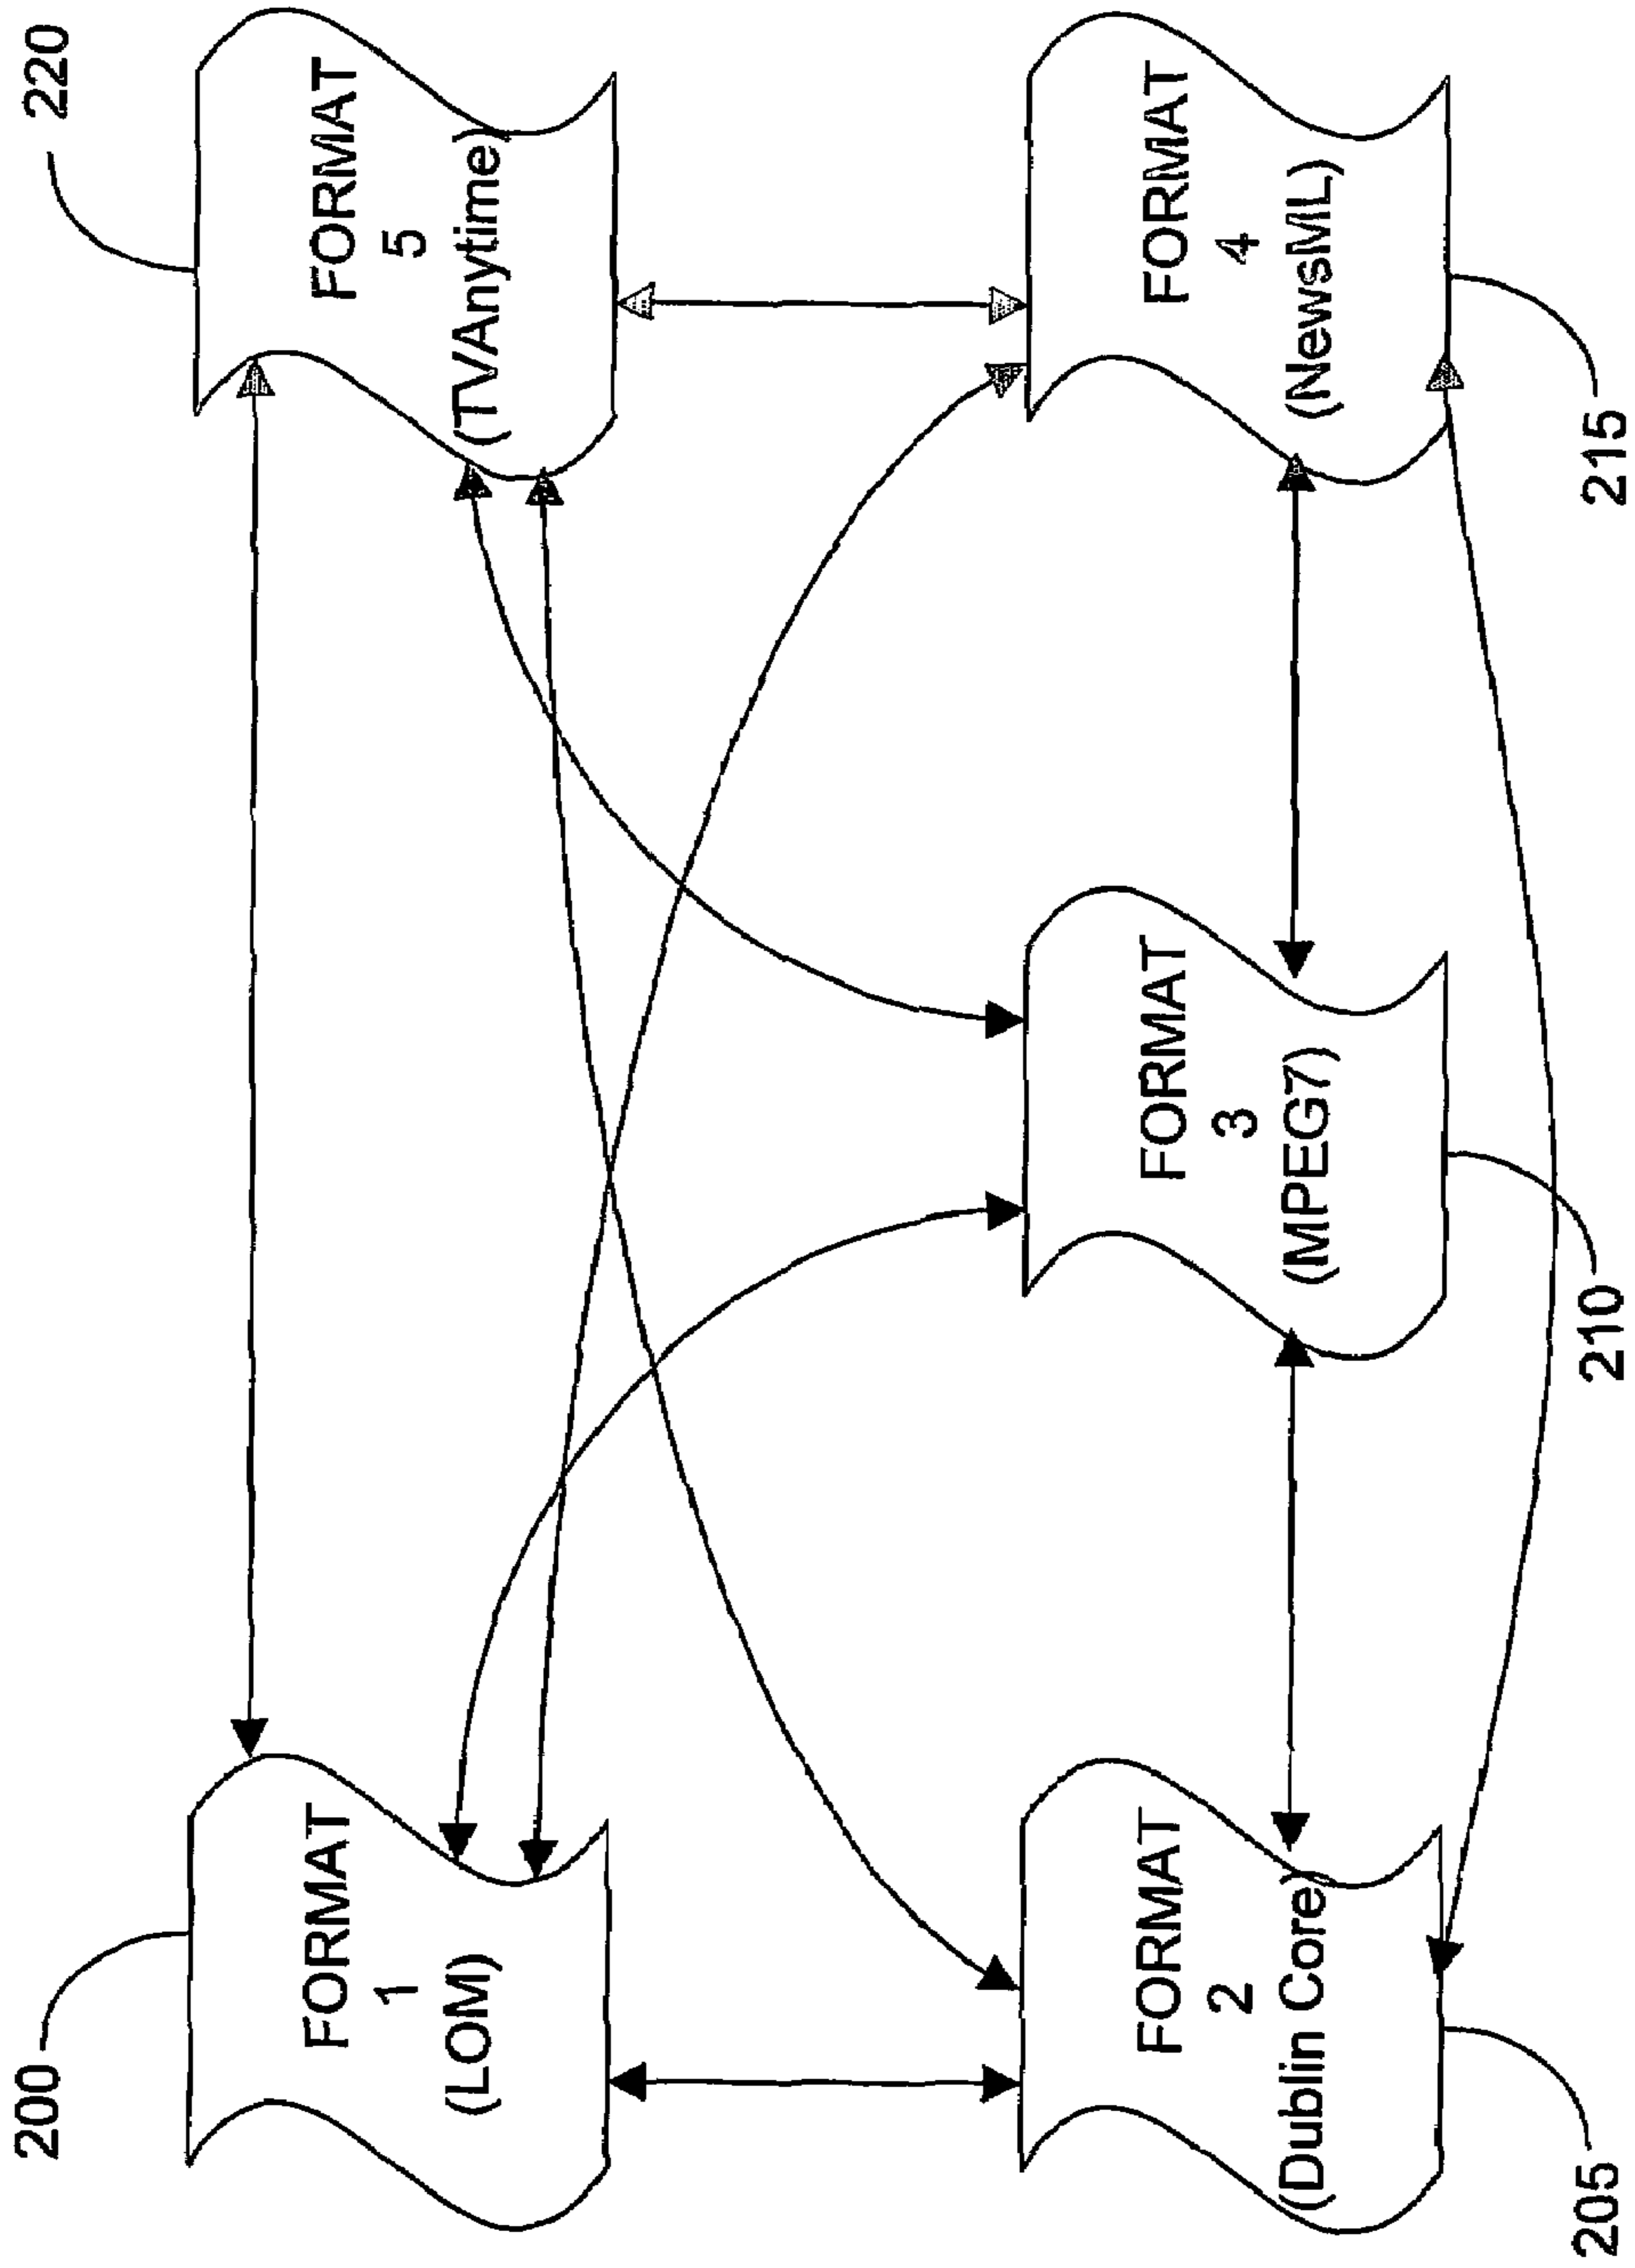 200
FORMAT
1
(LOM)
220
FORMAT
5
(TVAnytime)
FORMAT
2
(Dublin Core)
205
FORMAT
3
(MPEG7)
210
FORMAT
4
(NewsML)
215